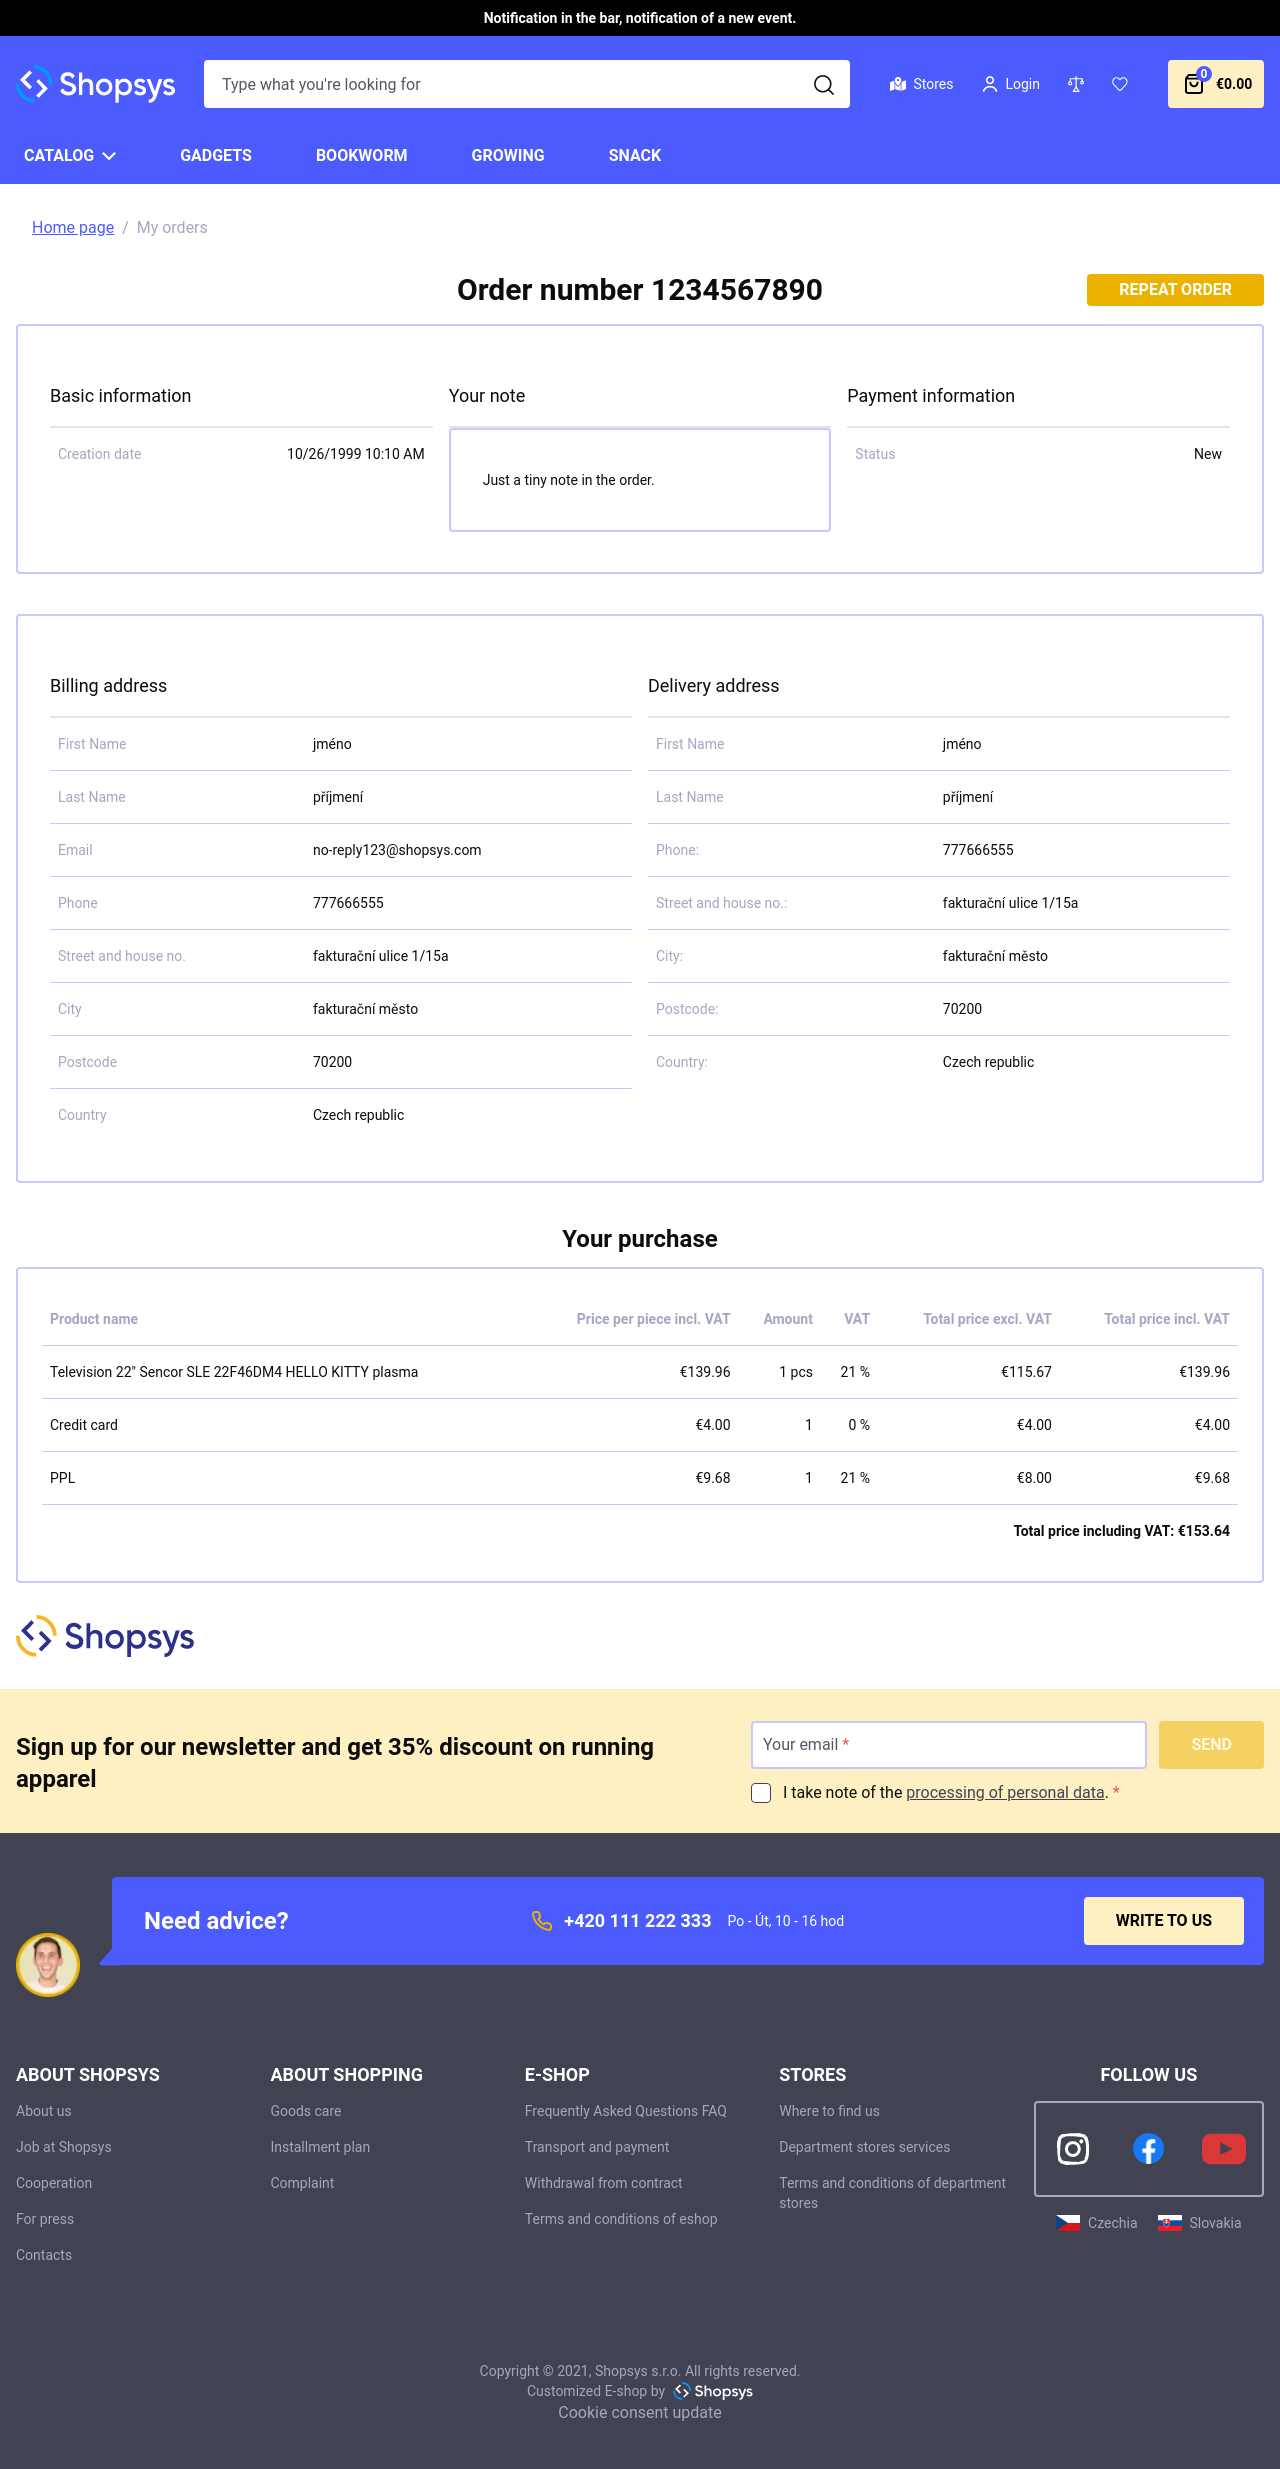 Notification in the bar, notification of a new event.
Shopsys
Type what you're looking for
Stores
Login
0
€0.00
CATALOG
GADGETS
BOOKWORM
GROWING
SNACK
Home page / My orders
Order number 1234567890
REPEAT ORDER
Basic information
Creation date 10/26/1999 10:10 AM
Your note
Just a tiny note in the order.
Payment information
Status New
Billing address
First Name jméno
Last Name příjmení
Email no-reply123@shopsys.com
Phone 777666555
Street and house no. fakturační ulice 1/15a
City fakturační město
Postcode 70200
Country Czech republic
Delivery address
First Name jméno
Last Name příjmení
Phone: 777666555
Street and house no.: fakturační ulice 1/15a
City: fakturační město
Postcode: 70200
Country: Czech republic
Your purchase
Product name Price per piece incl. VAT Amount VAT Total price excl. VAT Total price incl. VAT
Television 22" Sencor SLE 22F46DM4 HELLO KITTY plasma €139.96 1 pcs 21 % €115.67 €139.96
Credit card €4.00 1 0 % €4.00 €4.00
PPL €9.68 1 21 % €8.00 €9.68
Total price including VAT: €153.64
Shopsys
Sign up for our newsletter and get 35% discount on running
apparel
Your email *
SEND
I take note of the processing of personal data. *
Need advice?
+420 111 222 333
Po - Út, 10 - 16 hod
WRITE TO US
ABOUT SHOPSYS
About us
Job at Shopsys
Cooperation
For press
Contacts
ABOUT SHOPPING
Goods care
Installment plan
Complaint
E-SHOP
Frequently Asked Questions FAQ
Transport and payment
Withdrawal from contract
Terms and conditions of eshop
STORES
Where to find us
Department stores services
Terms and conditions of department
stores
FOLLOW US
Czechia
Slovakia
Copyright © 2021, Shopsys s.r.o. All rights reserved.
Customized E-shop by Shopsys
Cookie consent update